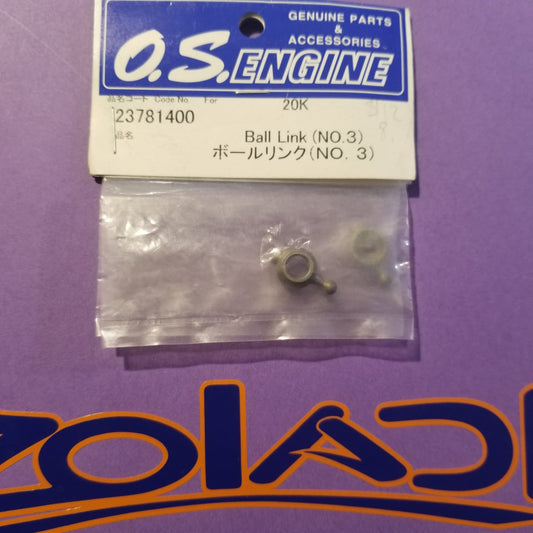 GENUINE PARTS
&
ACCESSORIES
O.S. ENGINE
品名コード Code No. For
20K
23781400
品名
Ball Link (NO.3)
ボールリンク(NO. 3)